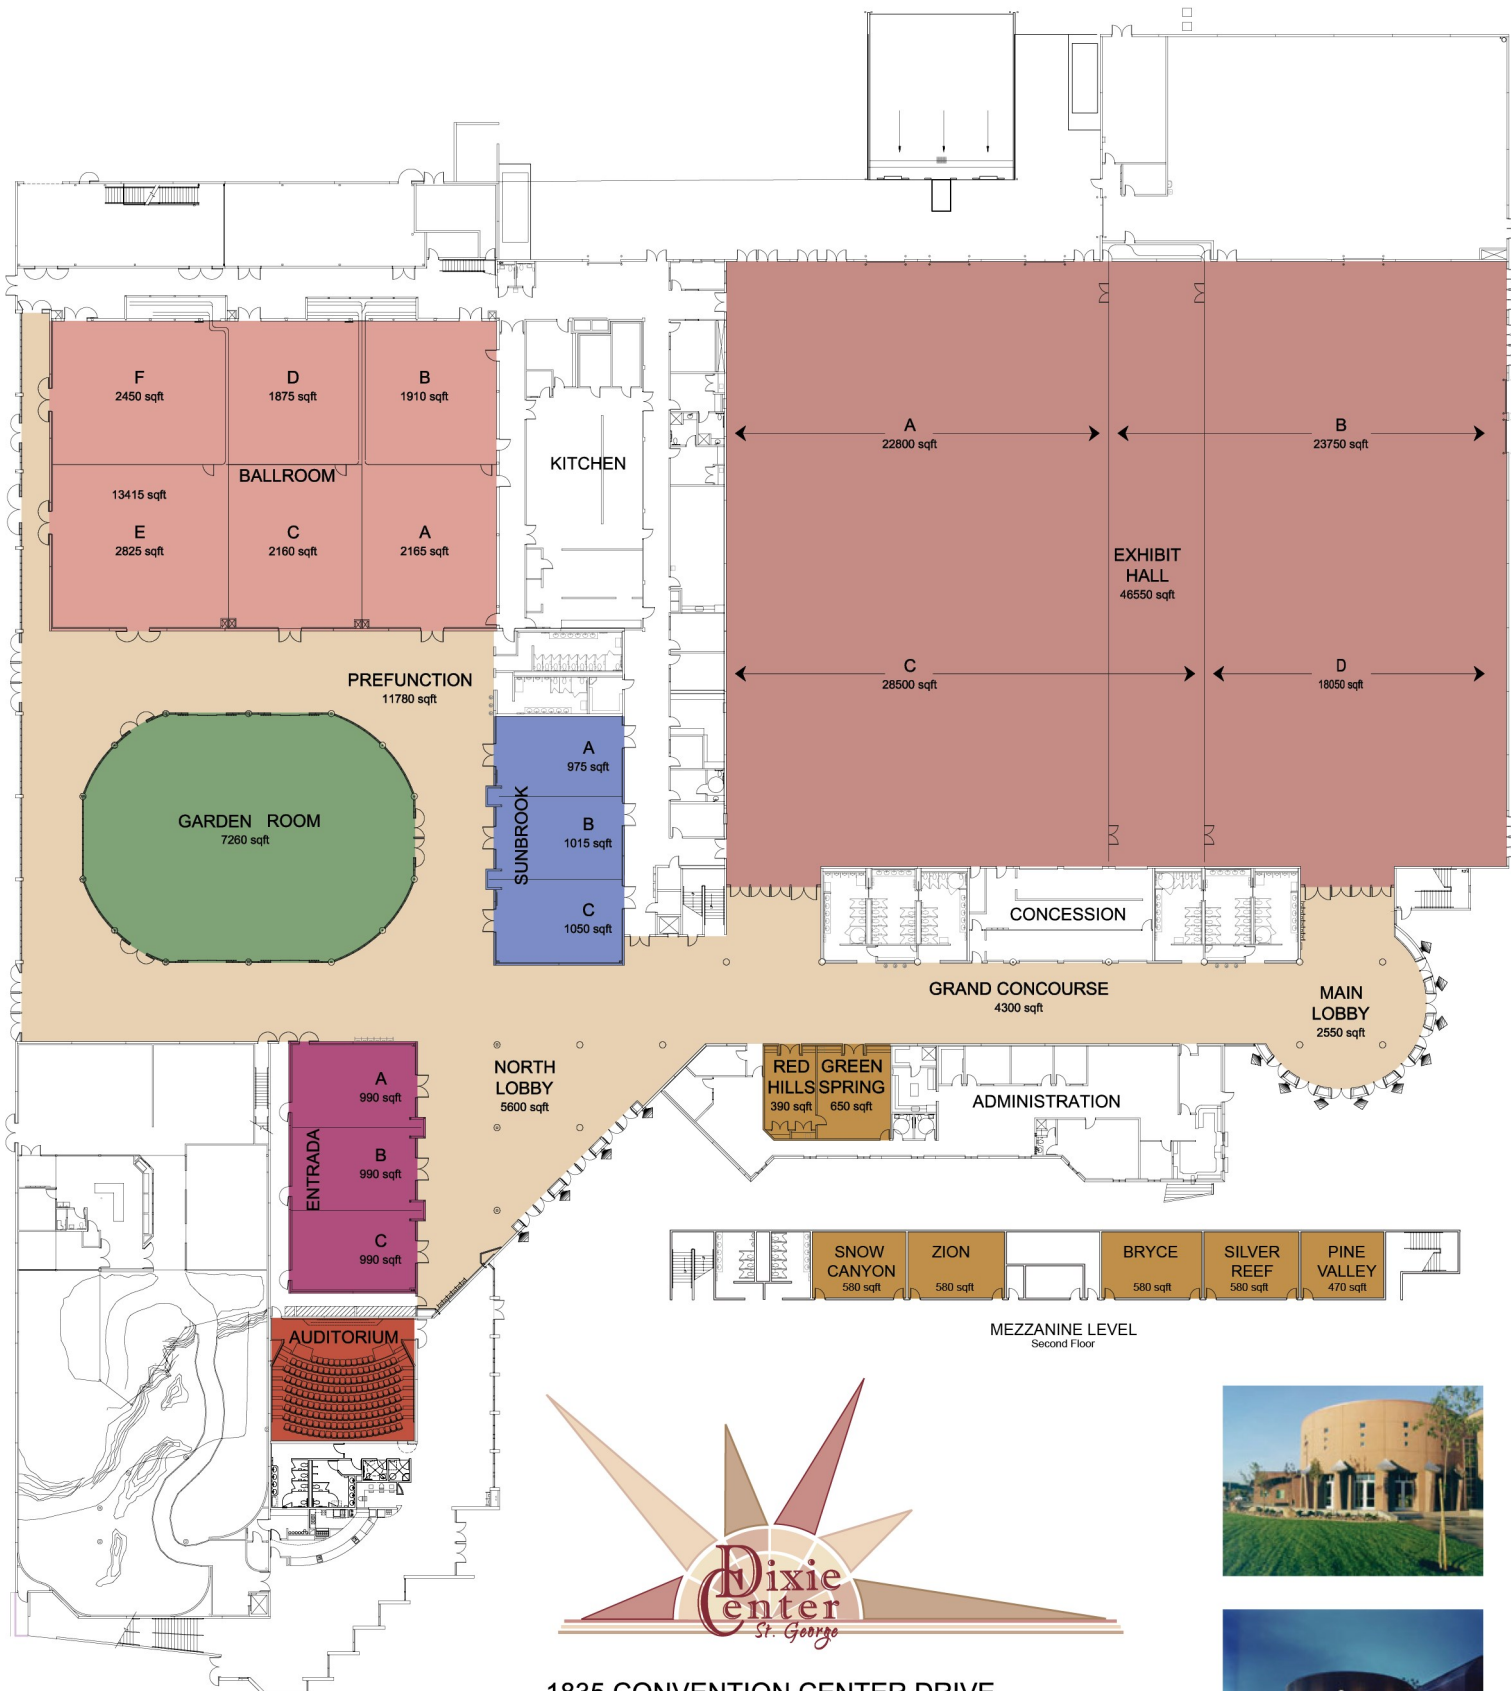 F
2450 sqft
D
1875 sqft
B
1910 sqft
BALLROOM
13415 sqft
E
2825 sqft
C
2160 sqft
A
2165 sqft
KITCHEN
A
22800 sqft
B
23750 sqft
EXHIBIT
HALL
46550 sqft
C
28500 sqft
D
18050 sqft
PREFUNCTION
11780 sqft
GARDEN ROOM
7260 sqft
SUNBROOK
A
975 sqft
B
1015 sqft
C
1050 sqft
CONCESSION
GRAND CONCOURSE
4300 sqft
MAIN
LOBBY
2550 sqft
NORTH
LOBBY
5600 sqft
RED
HILLS
390 sqft
GREEN
SPRING
650 sqft
ADMINISTRATION
ENTRADA
A
990 sqft
B
990 sqft
C
990 sqft
AUDITORIUM
SNOW
CANYON
580 sqft
ZION
580 sqft
BRYCE
580 sqft
SILVER
REEF
580 sqft
PINE
VALLEY
470 sqft
MEZZANINE LEVEL
Second Floor
Dixie
Center
St. George
1835 CONVENTION CENTER DRIVE